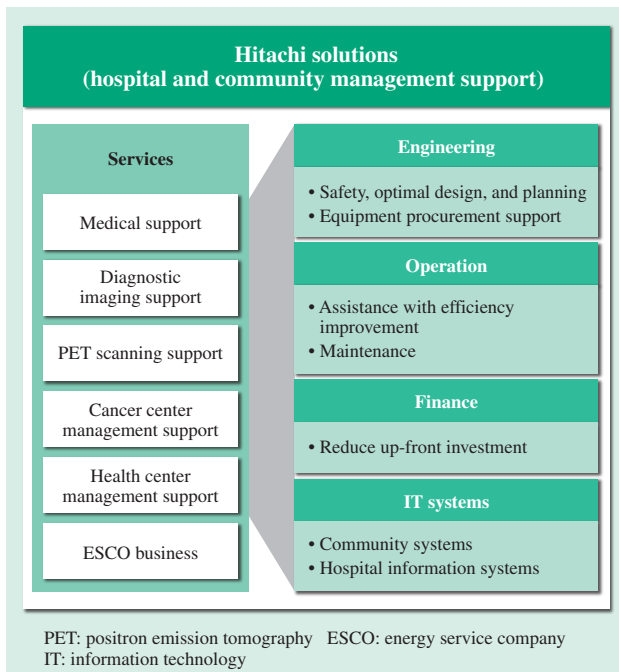 Hitachi solutions
(hospital and community management support)
Services
Medical support
Diagnostic
imaging support
PET scanning support
Cancer center
management support
Health center
management support
ESCO business
Engineering
• Safety, optimal design, and planning
• Equipment procurement support
Operation
• Assistance with efficiency
improvement
• Maintenance
Finance
• Reduce up-front investment
IT systems
• Community systems
• Hospital information systems
PET: positron emission tomography ESCO: energy service company
IT: information technology